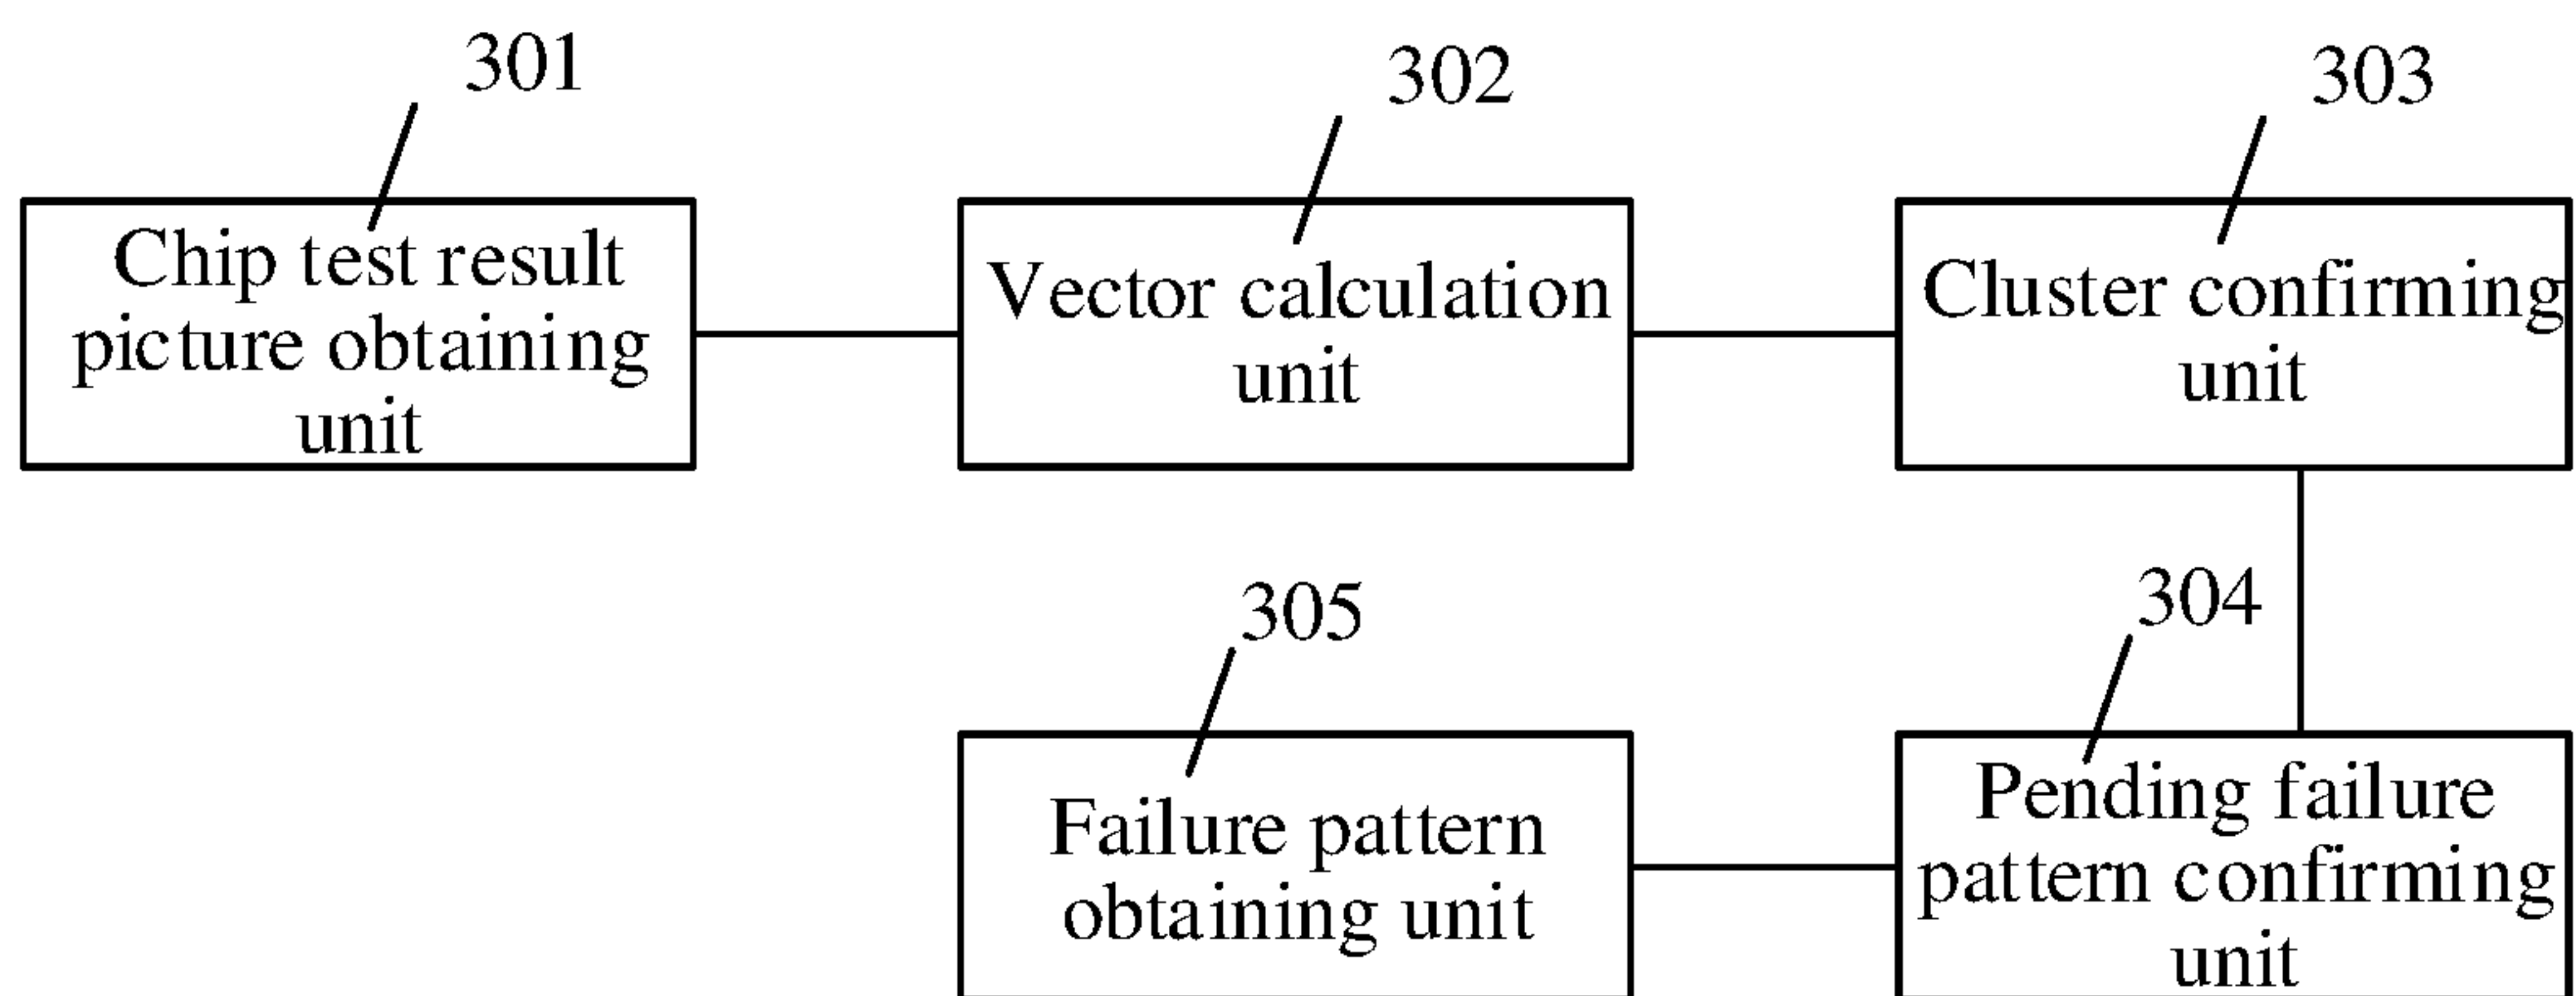 301
302
303
Chip test result
picture obtaining
unit
Vector calculation
unit
Cluster confirming
unit
305
304
Failure pattern
obtaining unit
Pending failure
pattern confirming
unit